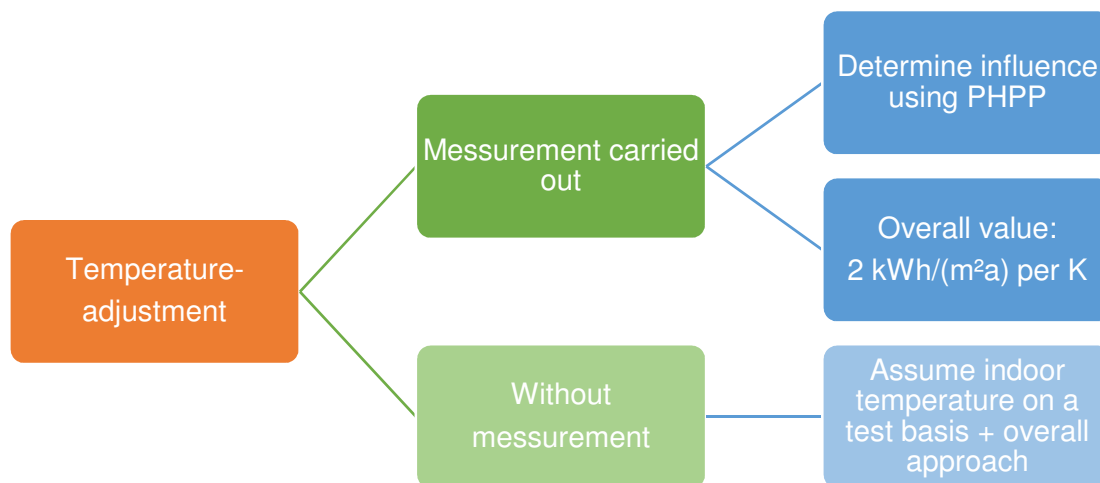 Temperature-
adjustment
Messurement carried
out
Without
messurement
Determine influence
using PHPP
Overall value:
2 kWh/(m²a) per K
Assume indoor
temperature on a
test basis + overall
approach